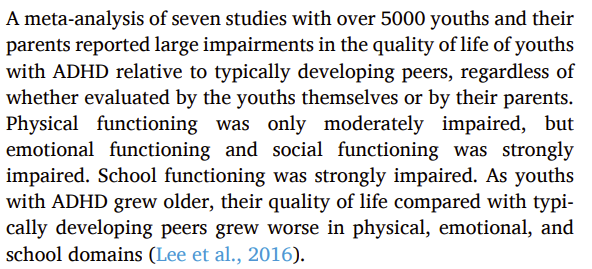 A meta-analysis of seven studies with over 5000 youths and their
parents reported large impairments in the quality of life of youths
with ADHD relative to typically developing peers, regardless of
whether evaluated by the youths themselves or by their parents.
Physical functioning was only moderately impaired, but
emotional functioning and social functioning was strongly
impaired. School functioning was strongly impaired. As youths
with ADHD grew older, their quality of life compared with typi-
cally developing peers grew worse in physical, emotional, and
school domains (Lee et al., 2016).